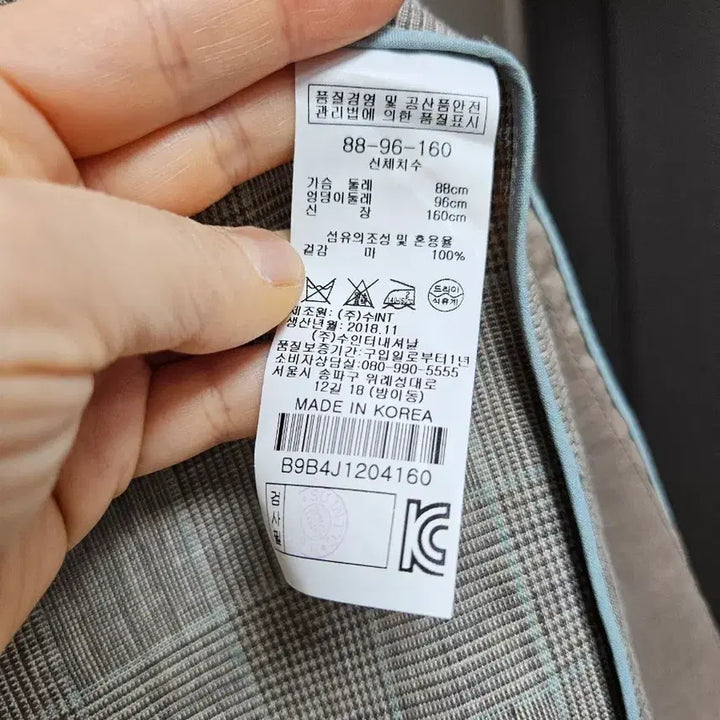 품질경영 및 공산품안전
관리법에 의한 품질표시
88-96-160
신체치수
가슴 둘레 88cm
엉덩이둘레 96cm
신 장 160cm
섬유의조성 및 혼용율
겉감 마 100%
드라이
석유계
제조원: (주)수INT
생산년월: 2018.11
(주)수인터내셔날
품질보증기간: 구입일로부터1년
소비자상담실: 080-990-5555
서울시 송파구 위례성대로
12길 18 (방이동)
MADE IN KOREA
B9B4J1204160
검사필